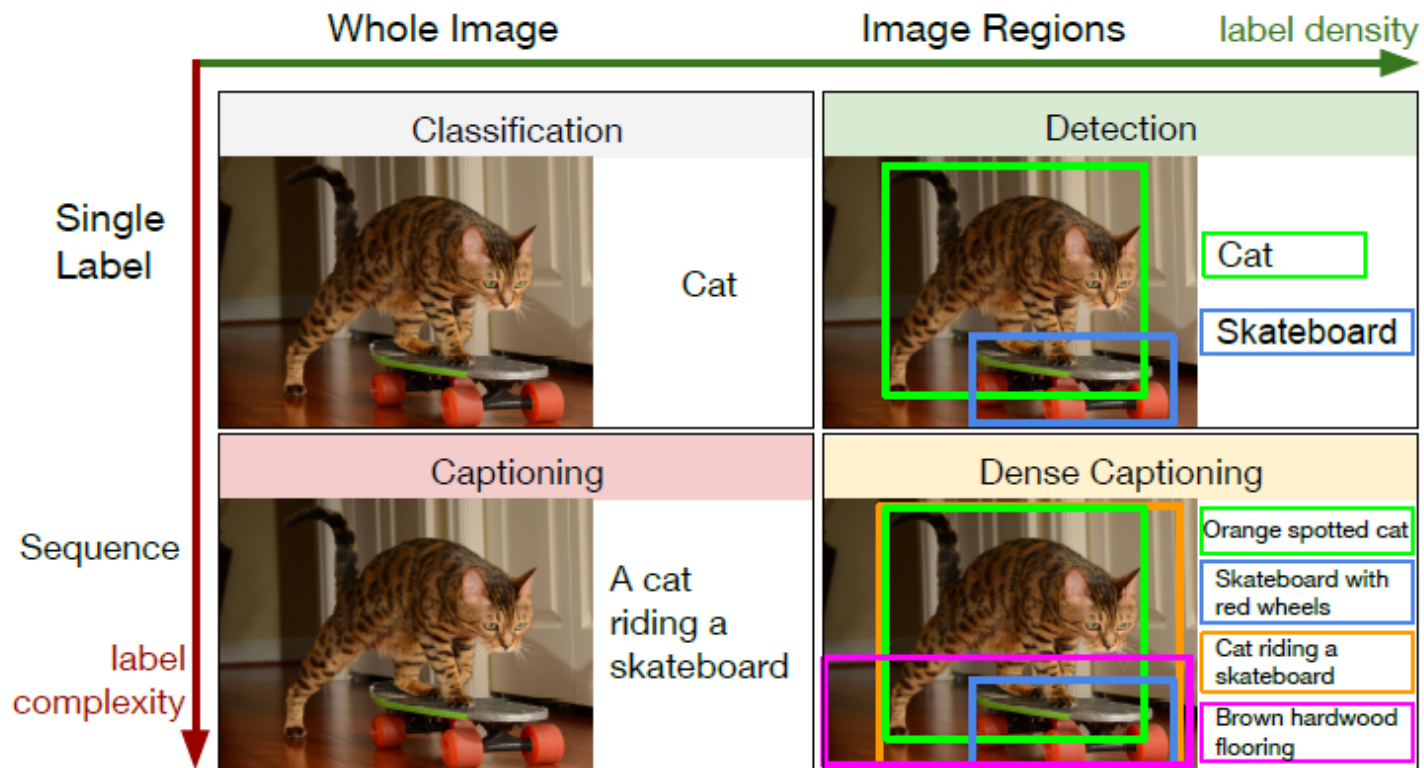 Whole Image
Image Regions
label density
Single
Label
Classification
Cat
Detection
Cat
Skateboard
Sequence
label
complexity
Captioning
A cat
riding a
skateboard
Dense Captioning
Orange spotted cat
Skateboard with
red wheels
Cat riding a
skateboard
Brown hardwood
flooring